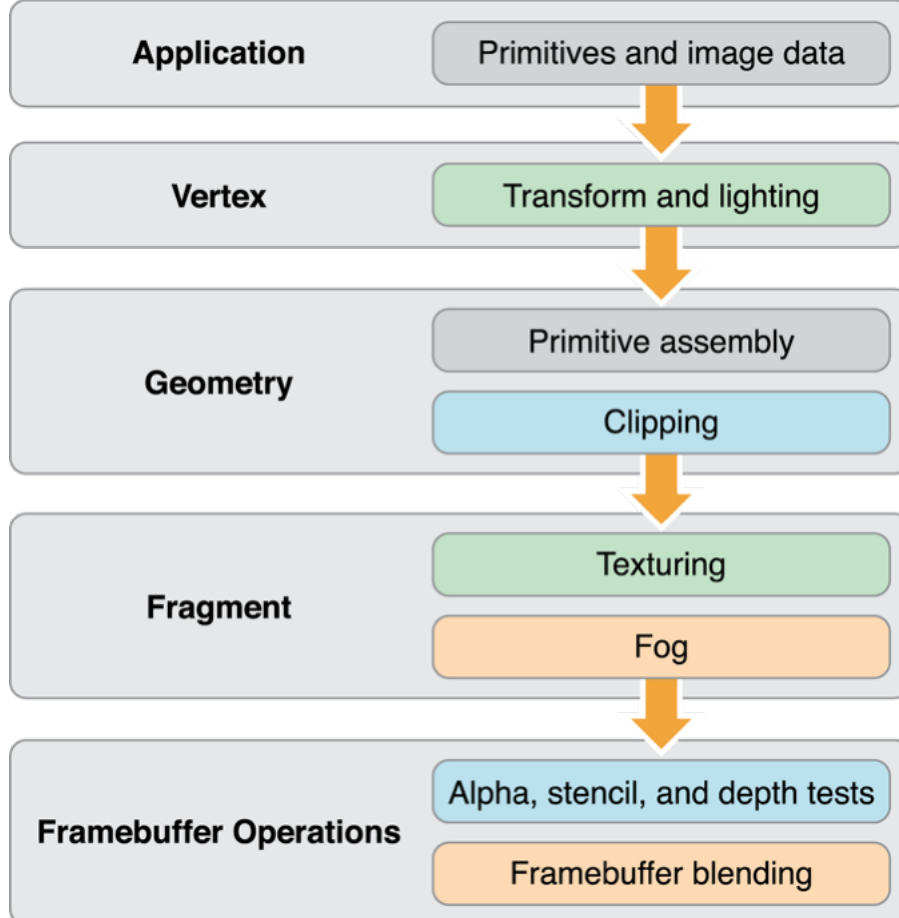 Application
Primitives and image data
Vertex
Transform and lighting
Geometry
Primitive assembly
Clipping
Fragment
Texturing
Fog
Framebuffer Operations
Alpha, stencil, and depth tests
Framebuffer blending